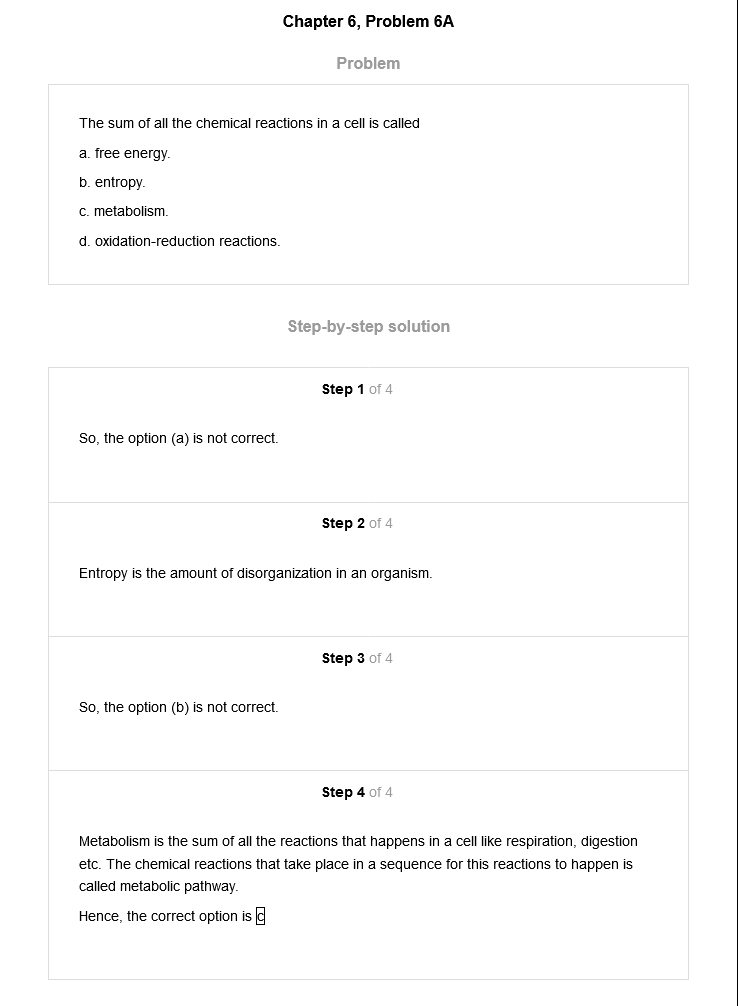 Chapter 6, Problem 6A
Problem
The sum of all the chemical reactions in a cell is called
a. free energy.
b. entropy.
c. metabolism.
d. oxidation-reduction reactions.
Step-by-step solution
Step 1 of 4
So, the option (a) is not correct.
Step 2 of 4
Entropy is the amount of disorganization in an organism.
Step 3 of 4
So, the option (b) is not correct.
Step 4 of 4
Metabolism is the sum of all the reactions that happens in a cell like respiration, digestion
etc. The chemical reactions that take place in a sequence for this reactions to happen is
called metabolic pathway.
Hence, the correct option is c